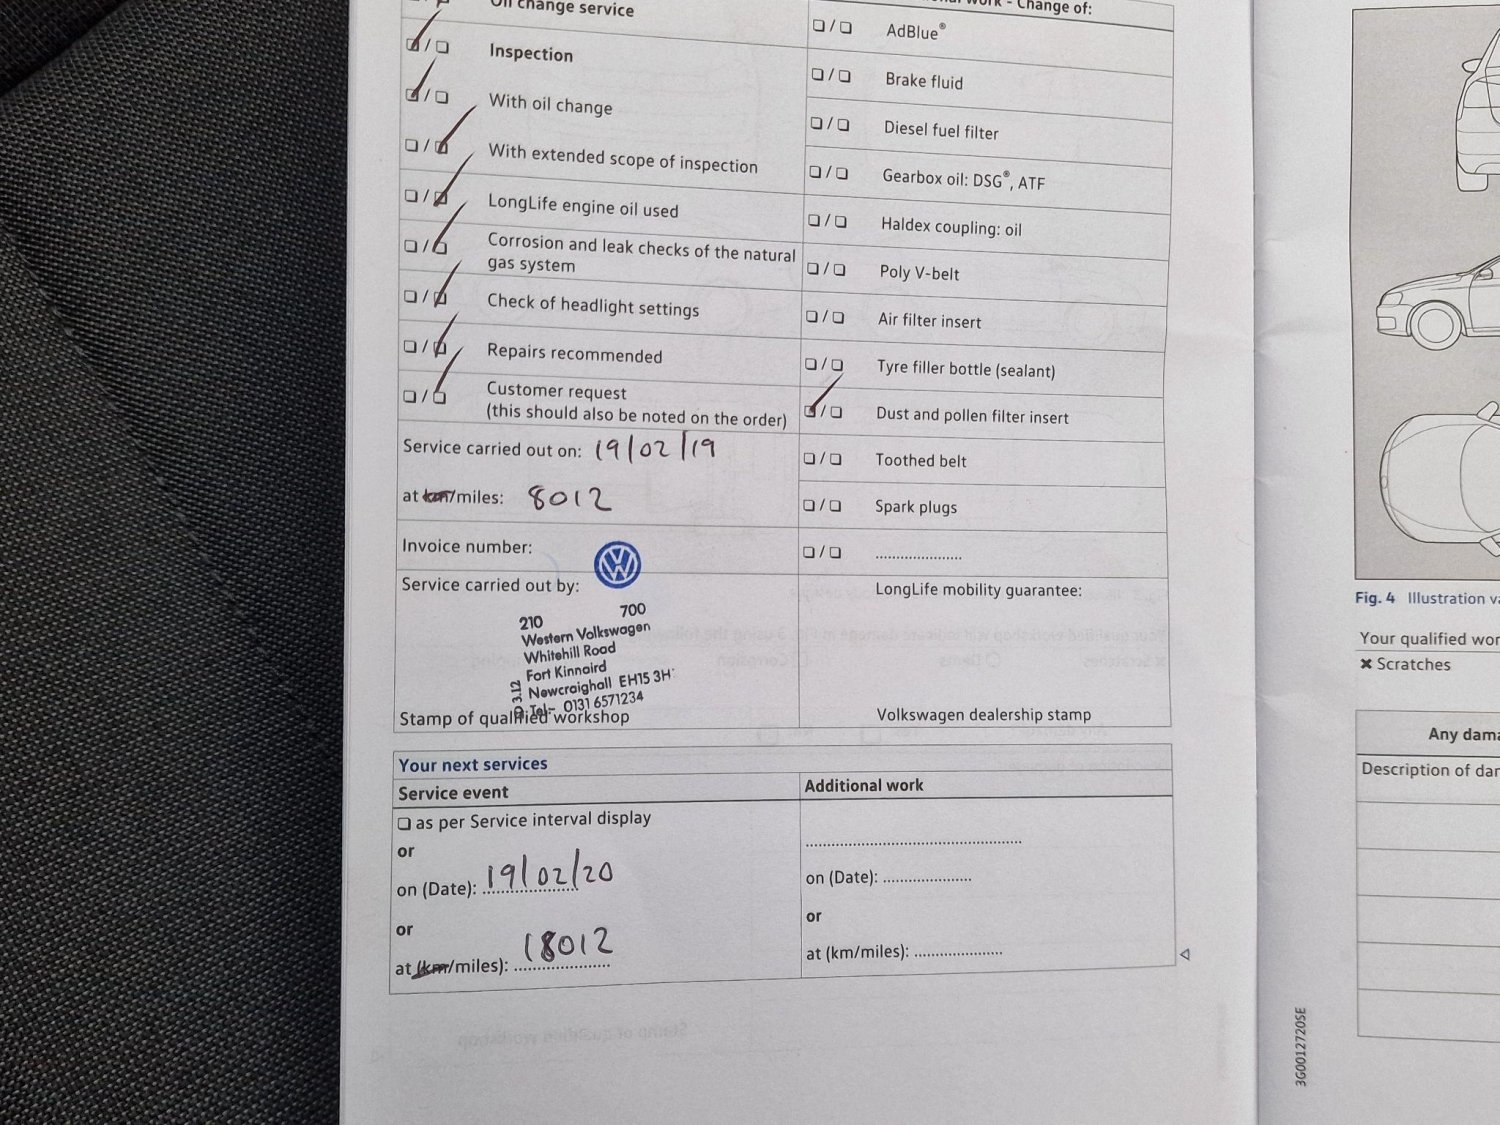 Oil change service
Inspection
With oil change
With extended scope of inspection
LongLife engine oil used
Corrosion and leak checks of the natural
gas system
Check of headlight settings
Repairs recommended
Customer request
(this should also be noted on the order)
Service carried out on: 19/02/19
at km/miles: 8012
Invoice number:
Service carried out by:
210 700
Western Volkswagen
Whitehill Road
Fort Kinnaird
Newcraighall EH15 3H
Tel:- 0131 6571234
D 3.12
Stamp of qualified workshop
work - Change of:
AdBlue®
Brake fluid
Diesel fuel filter
Gearbox oil: DSG®, ATF
Haldex coupling: oil
Poly V-belt
Air filter insert
Tyre filler bottle (sealant)
Dust and pollen filter insert
Toothed belt
Spark plugs
.....................
LongLife mobility guarantee:
Volkswagen dealership stamp
Your next services
Service event
as per Service interval display
or
on (Date): 19/02/20
or
at (km/miles): 18012
Additional work
on (Date): .....................
or
at (km/miles): .....................
Fig. 4 Illustration
Your qualified
✖ Scratches
Any
Description of
3G0012720SE